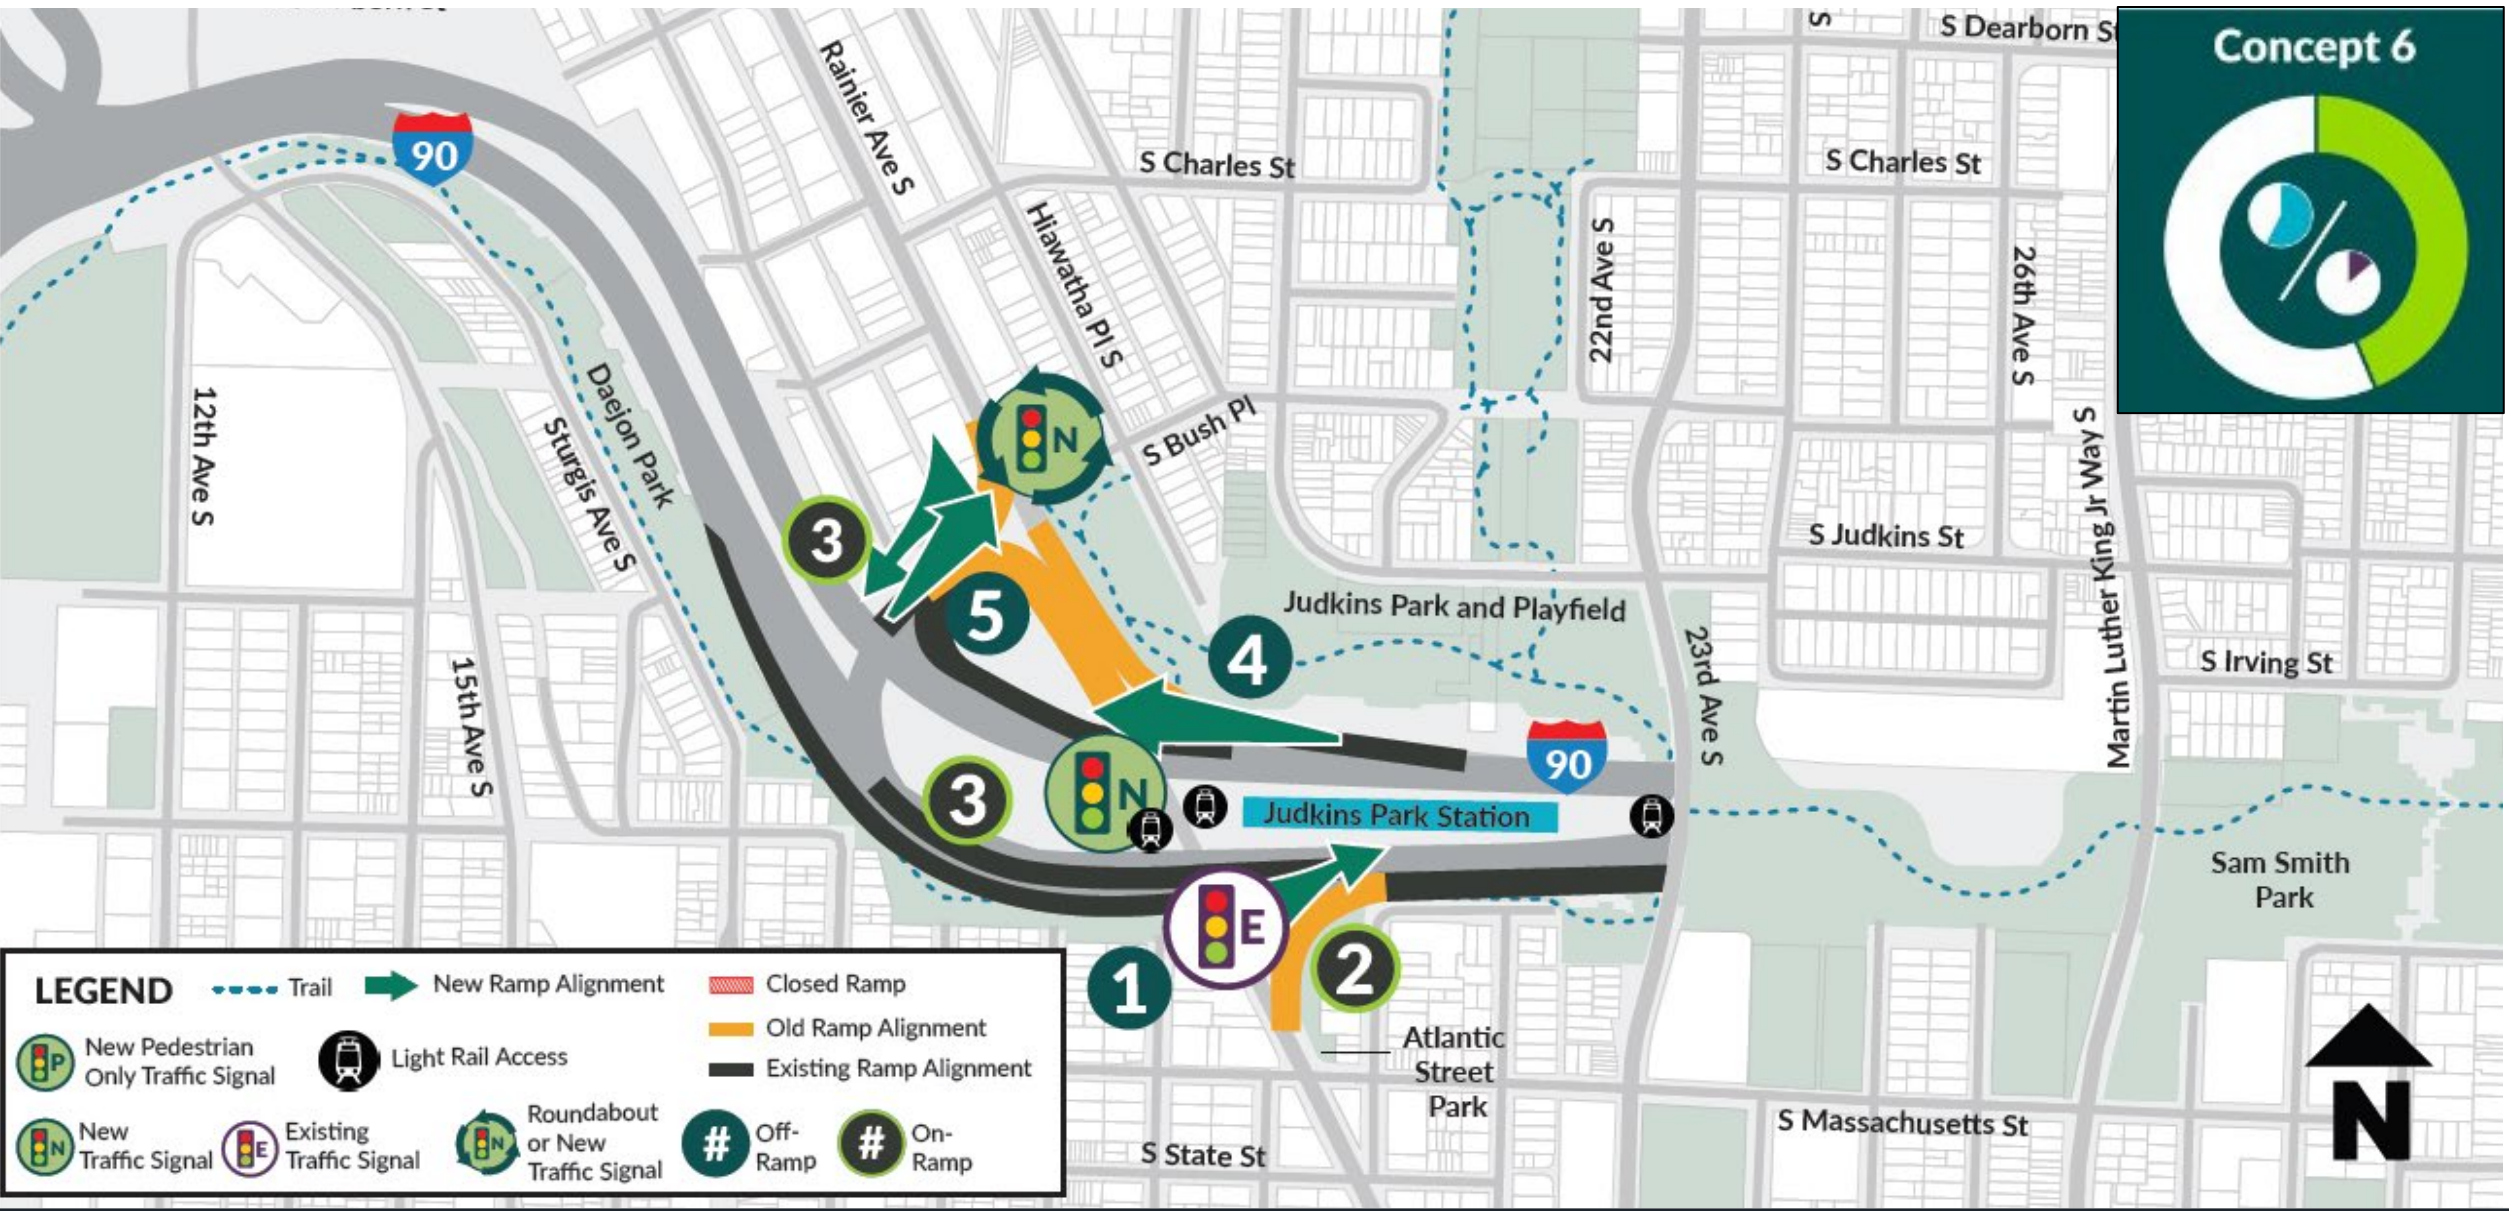 S Dearborn St
Concept 6
Rainier Ave S
90
S Charles St
S Charles St
Hiawatha Pl S
22nd Ave S
26th Ave S
12th Ave S
Daejon Park
Sturgis Ave S
N
S Bush Pl
Martin Luther King Jr Way S
3
S Judkins St
5
Judkins Park and Playfield
4
23rd Ave S
S Irving St
15th Ave S
90
3
N
Judkins Park Station
E
Sam Smith
Park
1
2
Atlantic
Street
Park
S Massachusetts St
S State St
N
LEGEND
Trail
New Ramp Alignment
Closed Ramp
Old Ramp Alignment
Existing Ramp Alignment
P
New Pedestrian
Only Traffic Signal
Light Rail Access
N
New
Traffic Signal
E
Existing
Traffic Signal
N
Roundabout
or New
Traffic Signal
#
Off-
Ramp
#
On-
Ramp